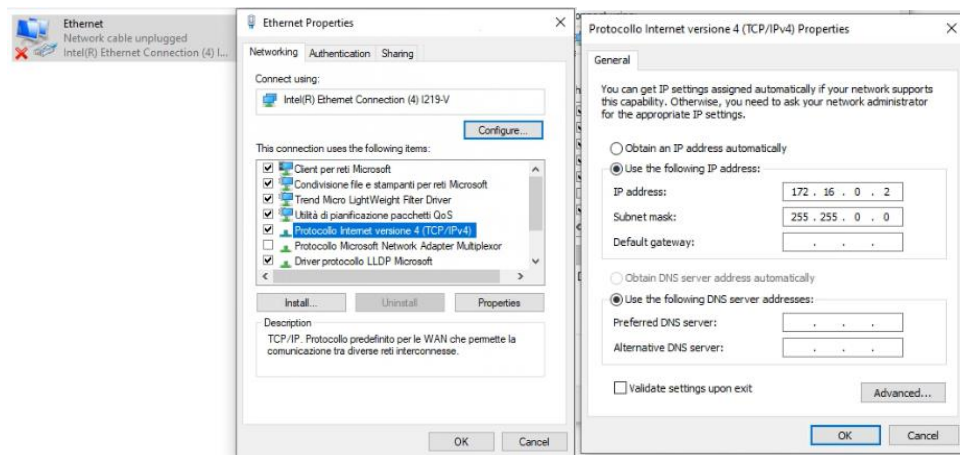 Ethernet
Network cable unplugged
Intel(R) Ethernet Connection (4) I...
Ethernet Properties
Networking Authentication Sharing
Connect using:
Intel(R) Ethernet Connection (4) I219-V
Configure...
This connection uses the following items:
Client per reti Microsoft
Condivisione file e stampanti per reti Microsoft
Trend Micro LightWeight Filter Driver
Utilità di pianificazione pacchetti QoS
Protocollo Internet versione 4 (TCP/IPv4)
Protocollo Microsoft Network Adapter Multiplexor
Driver protocollo LLDP Microsoft
Install... Uninstall Properties
Description
TCP/IP. Protocollo predefinito per le WAN che permette la
comunicazione tra diverse reti interconnesse.
OK Cancel
Protocollo Internet versione 4 (TCP/IPv4) Properties
General
You can get IP settings assigned automatically if your network supports
this capability. Otherwise, you need to ask your network administrator
for the appropriate IP settings.
Obtain an IP address automatically
Use the following IP address:
IP address: 172 . 16 . 0 . 2
Subnet mask: 255 . 255 . 0 . 0
Default gateway: . . .
Obtain DNS server address automatically
Use the following DNS server addresses:
Preferred DNS server: . . .
Alternative DNS server: . . .
Validate settings upon exit
Advanced...
OK Cancel